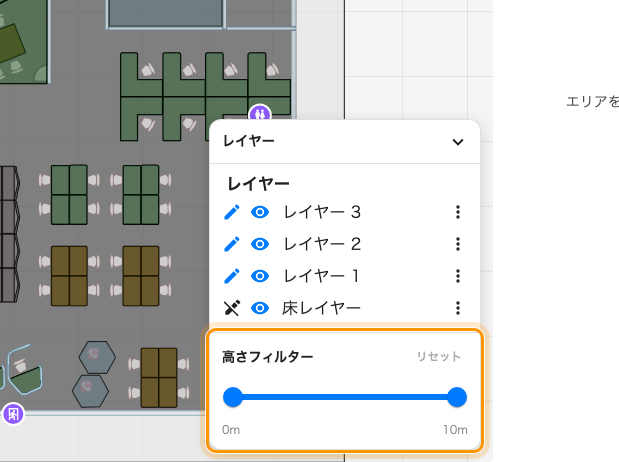 エリアを
レイヤー
レイヤー
レイヤー 3
レイヤー 2
レイヤー 1
床レイヤー
高さフィルター リセット
0m 10m